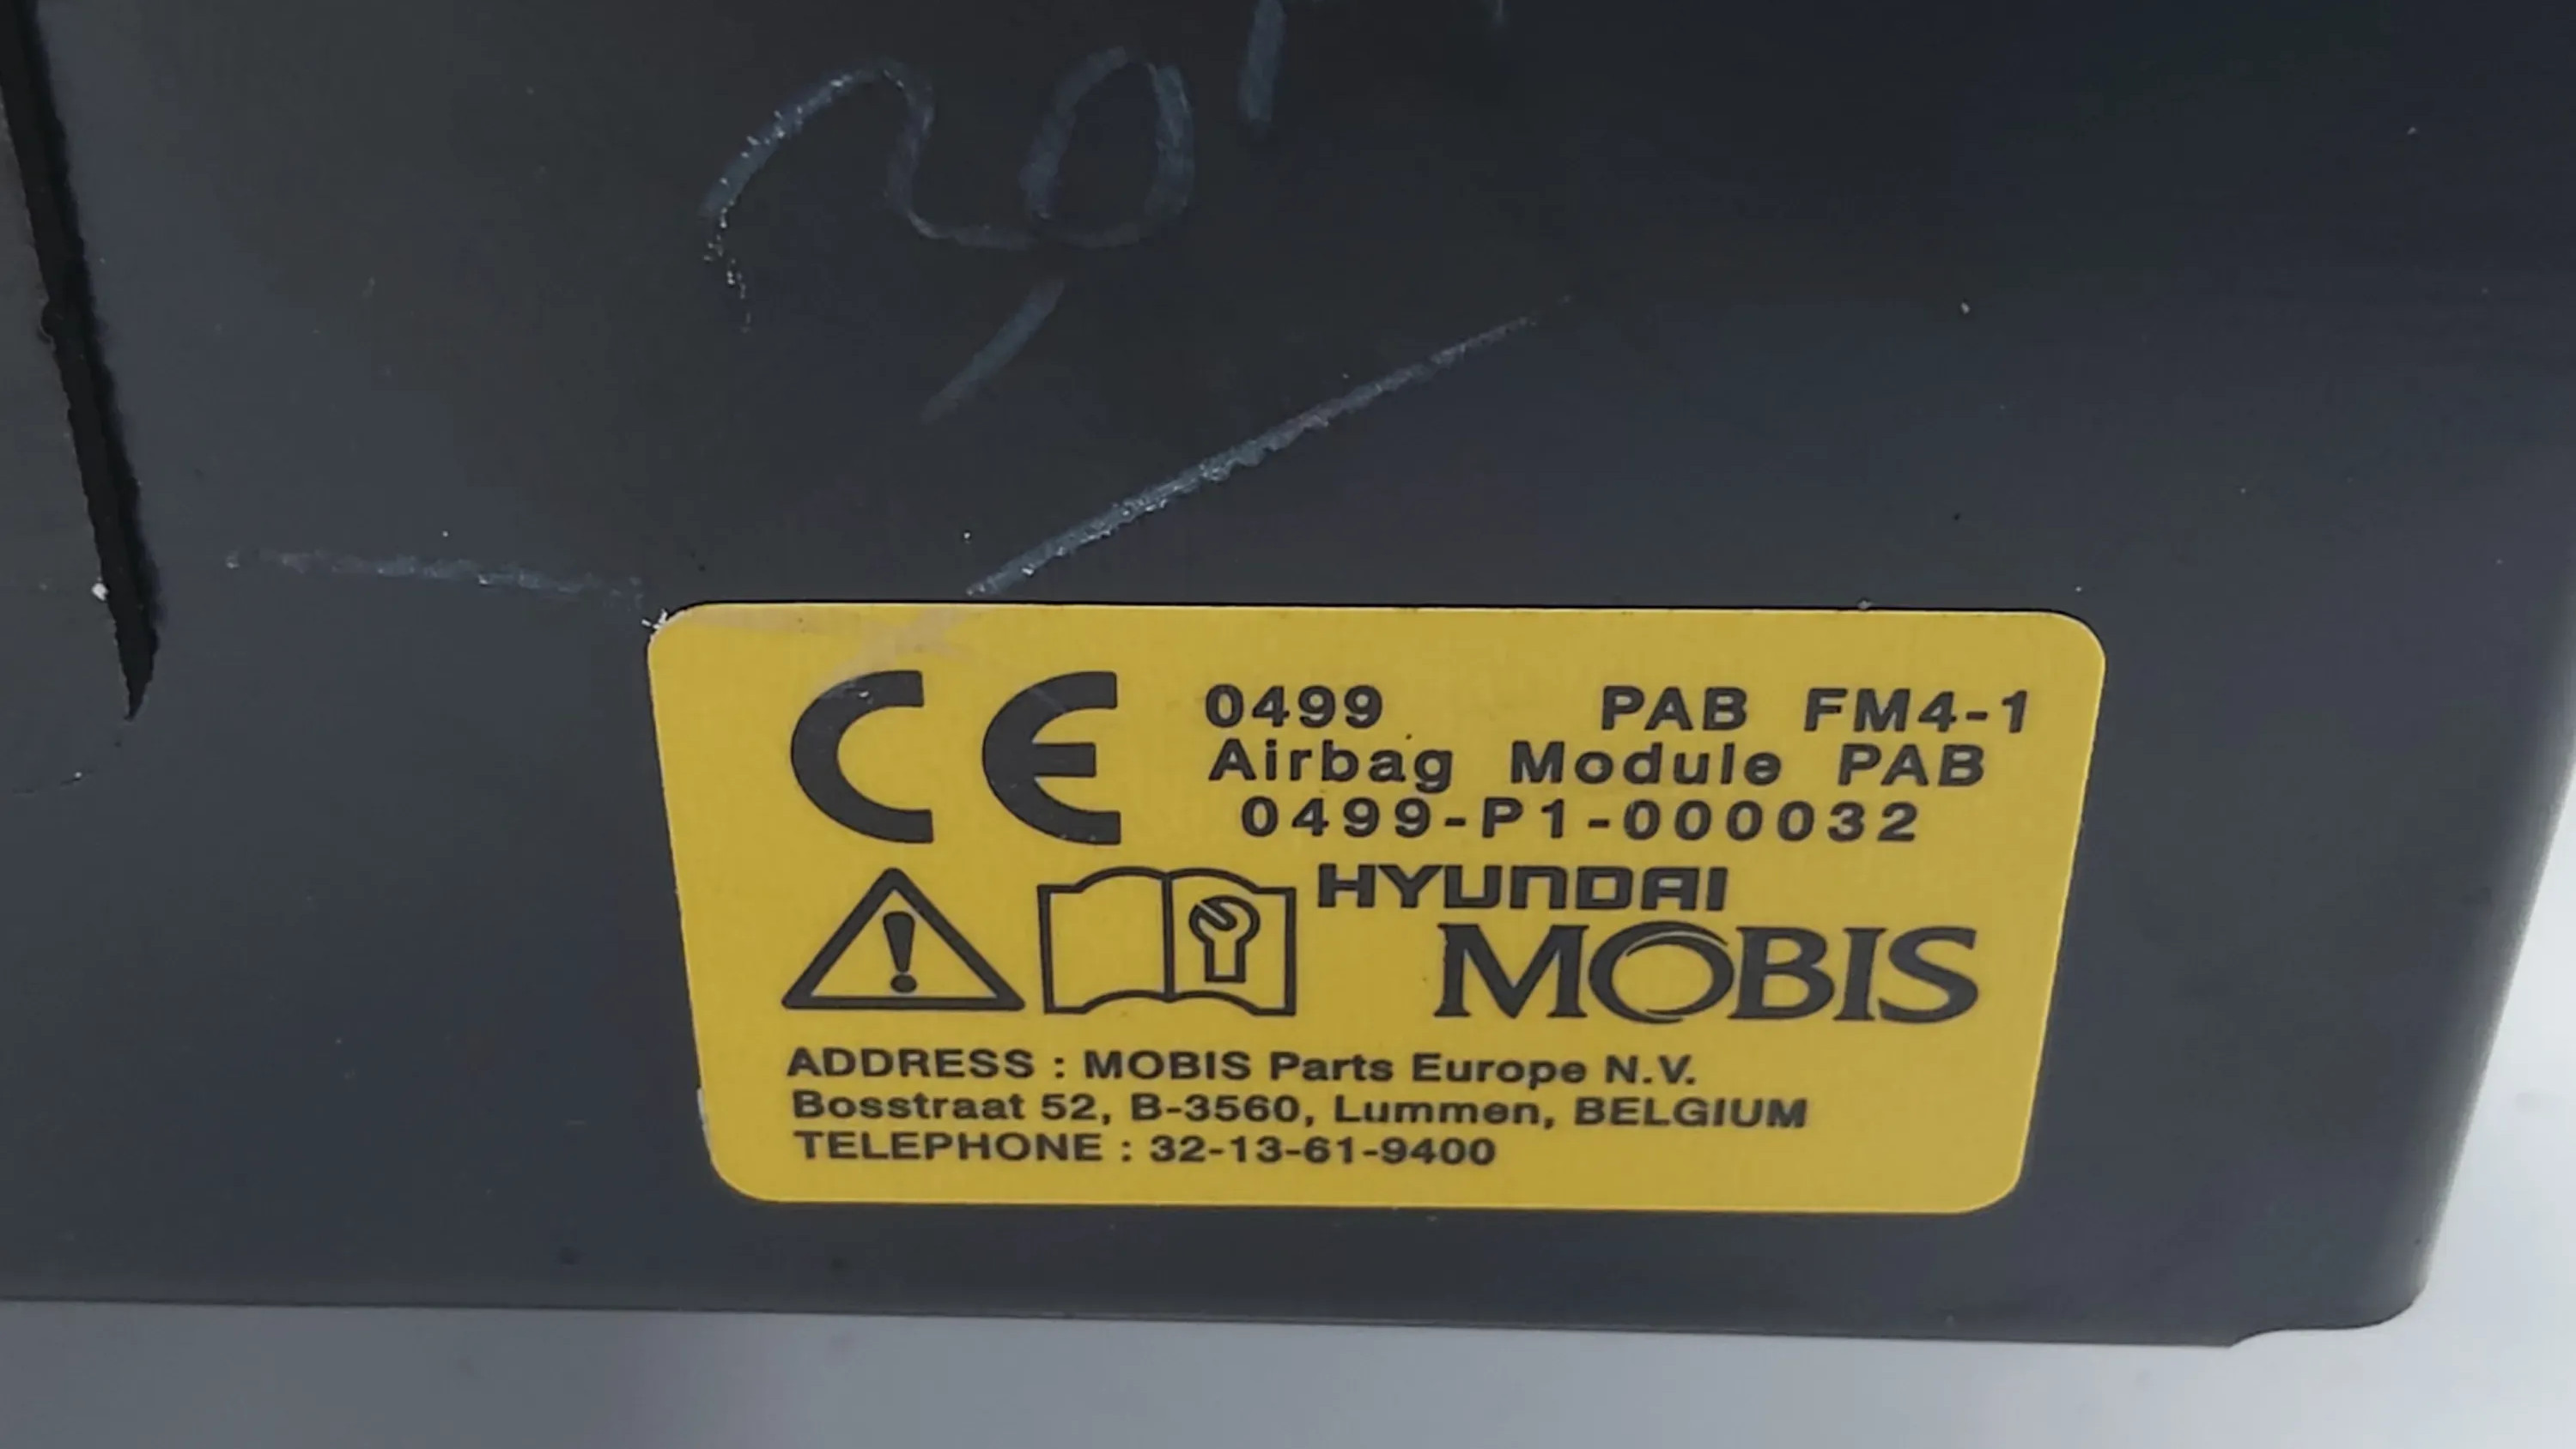 20
CE 0499 PAB FM4-1
Airbag Module PAB
0499-P1-000032
HYUNDAI
MOBIS
ADDRESS : MOBIS Parts Europe N.V.
Bosstraat 52, B-3560, Lummen, BELGIUM
TELEPHONE : 32-13-61-9400